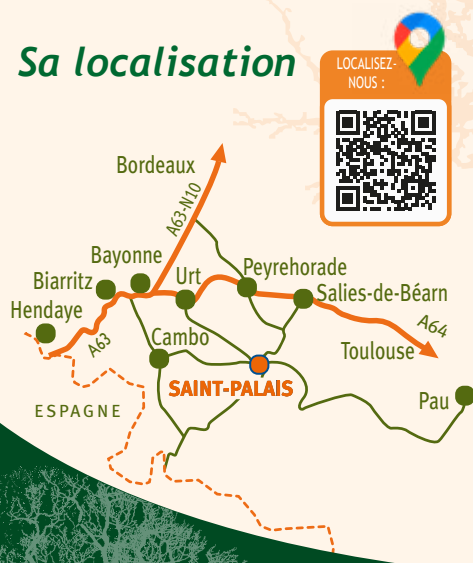 Sa localisation
LOCALISEZ-
NOUS :
Bordeaux
A63-N10
Bayonne
Biarritz
Urt
Peyrehorade
Hendaye
Salies-de-Béarn
A63
Cambo
A64
Toulouse
SAINT-PALAIS
Pau
ESPAGNE